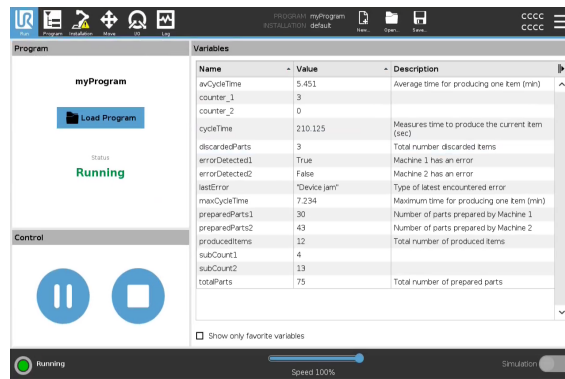 UR
PROGRAM myProgram
INSTALLATION default
CCCC
CCCC
Run Program Installation Move I/O Log New... Open... Save...
Program
myProgram
Load Program
Status
Running
Control
Variables
Name Value Description
avCycleTime 5.451 Average time for producing one item (min)
counter_1 3
counter_2 0
cycleTime 210.125 Measures time to produce the current item
(sec)
discardedParts 3 Total number discarded items
errorDetected1 True Machine 1 has an error
errorDetected2 False Machine 2 has an error
lastError "Device jam" Type of latest encountered error
maxCycleTime 7.234 Maximum time for producing one item (min)
preparedParts1 30 Number of parts prepared by Machine 1
preparedParts2 43 Number of parts prepared by Machine 2
producedItems 12 Total number of produced items
subCount1 4
subCount2 13
totalParts 75 Total number of prepared parts
Show only favorite variables
Running
Speed 100%
Simulation